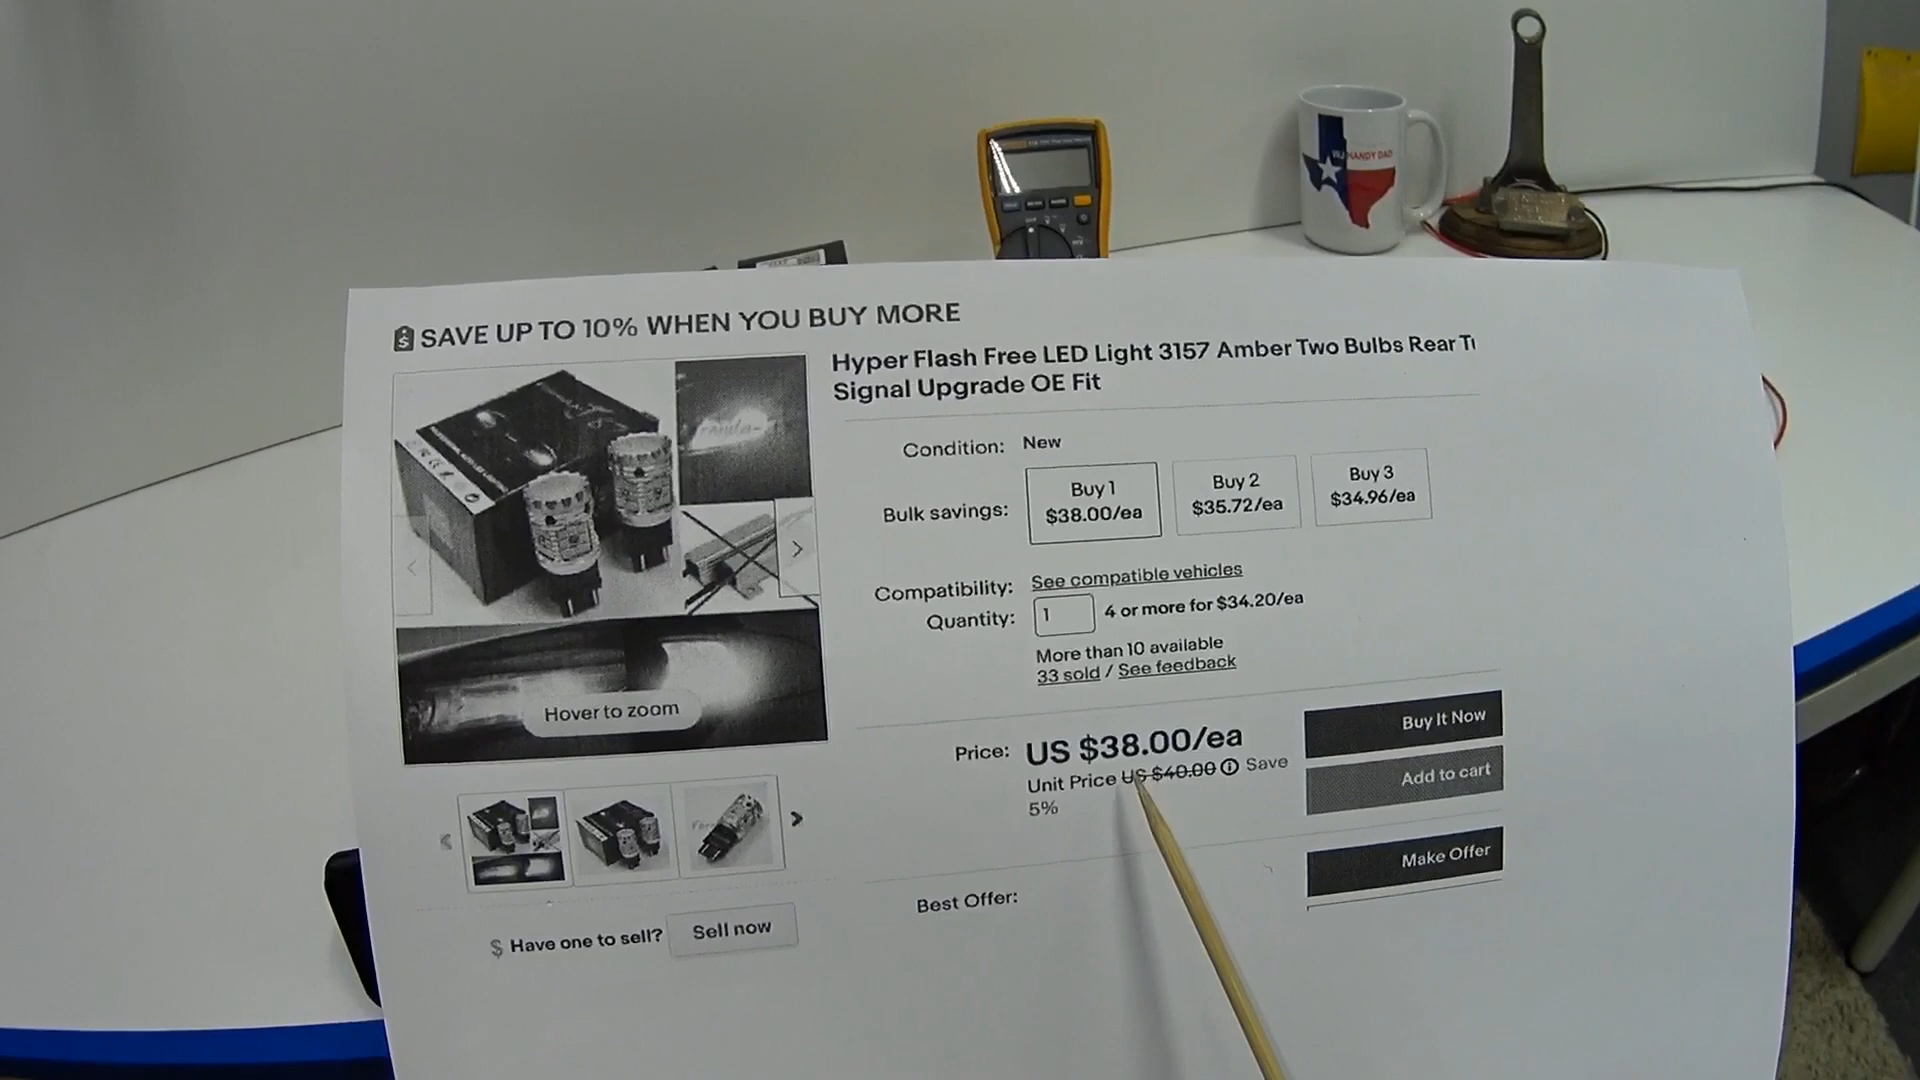 HANDY DAD
SAVE UP TO 10% WHEN YOU BUY MORE
Hyper Flash Free LED Light 3157 Amber Two Bulbs Rear
Signal Upgrade OE Fit
Condition: New
Bulk savings:
Buy 1
$38.00/ea
Buy 2
$35.72/ea
Buy 3
$34.96/ea
Compatibility: See compatible vehicles
Quantity: 1 4 or more for $34.20/ea
More than 10 available
33 sold / See feedback
Hover to zoom
Price: US $38.00/ea
Unit Price US $40.00 Save
5%
Buy It Now
Add to cart
Make Offer
Best Offer:
$ Have one to sell? Sell now